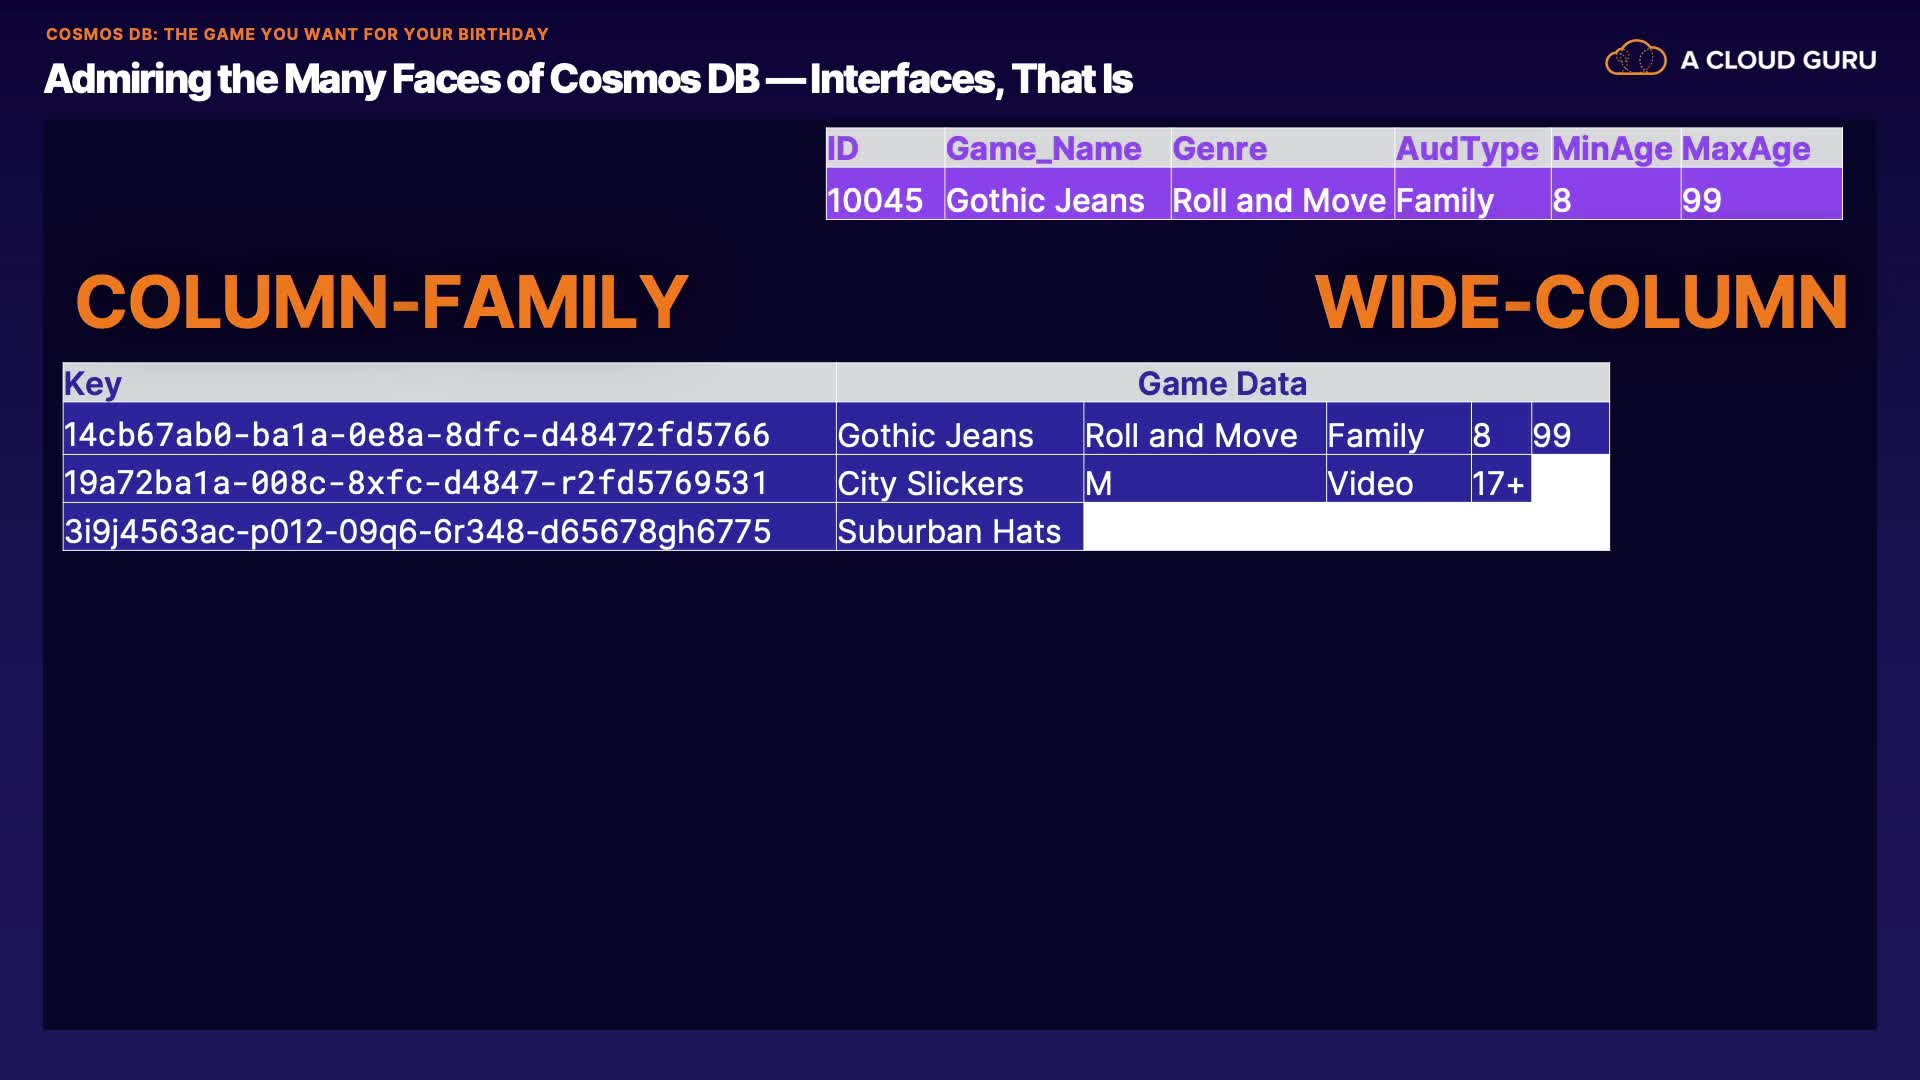 COSMOS DB: THE GAME YOU WANT FOR YOUR BIRTHDAY
Admiring the Many Faces of Cosmos DB — Interfaces, That Is
A CLOUD GURU
ID Game_Name Genre AudType MinAge MaxAge
10045 Gothic Jeans Roll and Move Family 8 99
COLUMN-FAMILY WIDE-COLUMN
Key Game Data
14cb67ab0-ba1a-0e8a-8dfc-d48472fd5766 Gothic Jeans Roll and Move Family 8 99
19a72ba1a-008c-8xfc-d4847-r2fd5769531 City Slickers M Video 17+
3i9j4563ac-p012-09q6-6r348-d65678gh6775 Suburban Hats